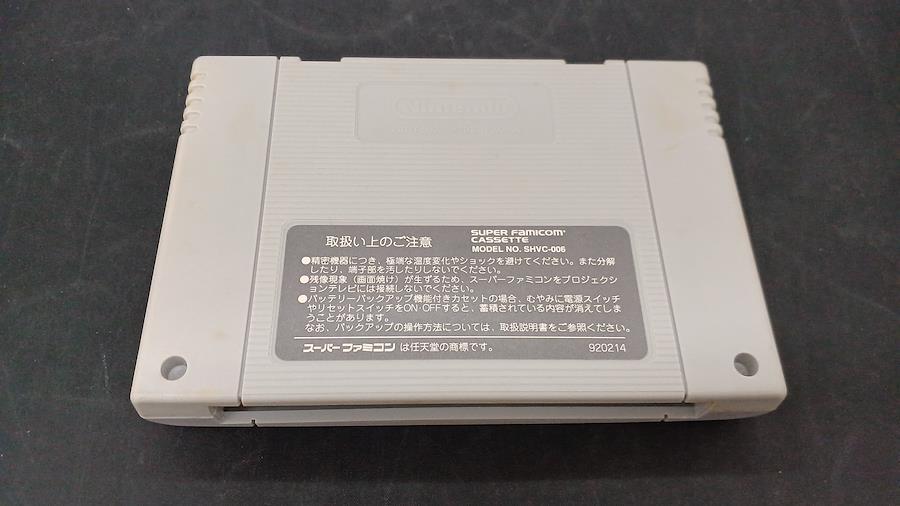 Nintendo
取扱い上のご注意
SUPER FAMICOM
CASSETTE
MODEL NO. SHVC-006
●精密機器につき、極端な温度変化やショックを避けてください。また分解
したり、端子部を汚したりしないでください。
●残像現象（画面焼け）が生ずるため、スーパーファミコンをプロジェクシ
ョンテレビには接続しないでください。
●バッテリーバックアップ機能付きカセットの場合、むやみに電源スイッチ
やリセットスイッチをON・OFFすると、蓄積されている内容が消えてしま
うことがあります。
なお、バックアップの操作方法については、取扱説明書をご参照ください。
スーパーファミコンは任天堂の商標です。
920214